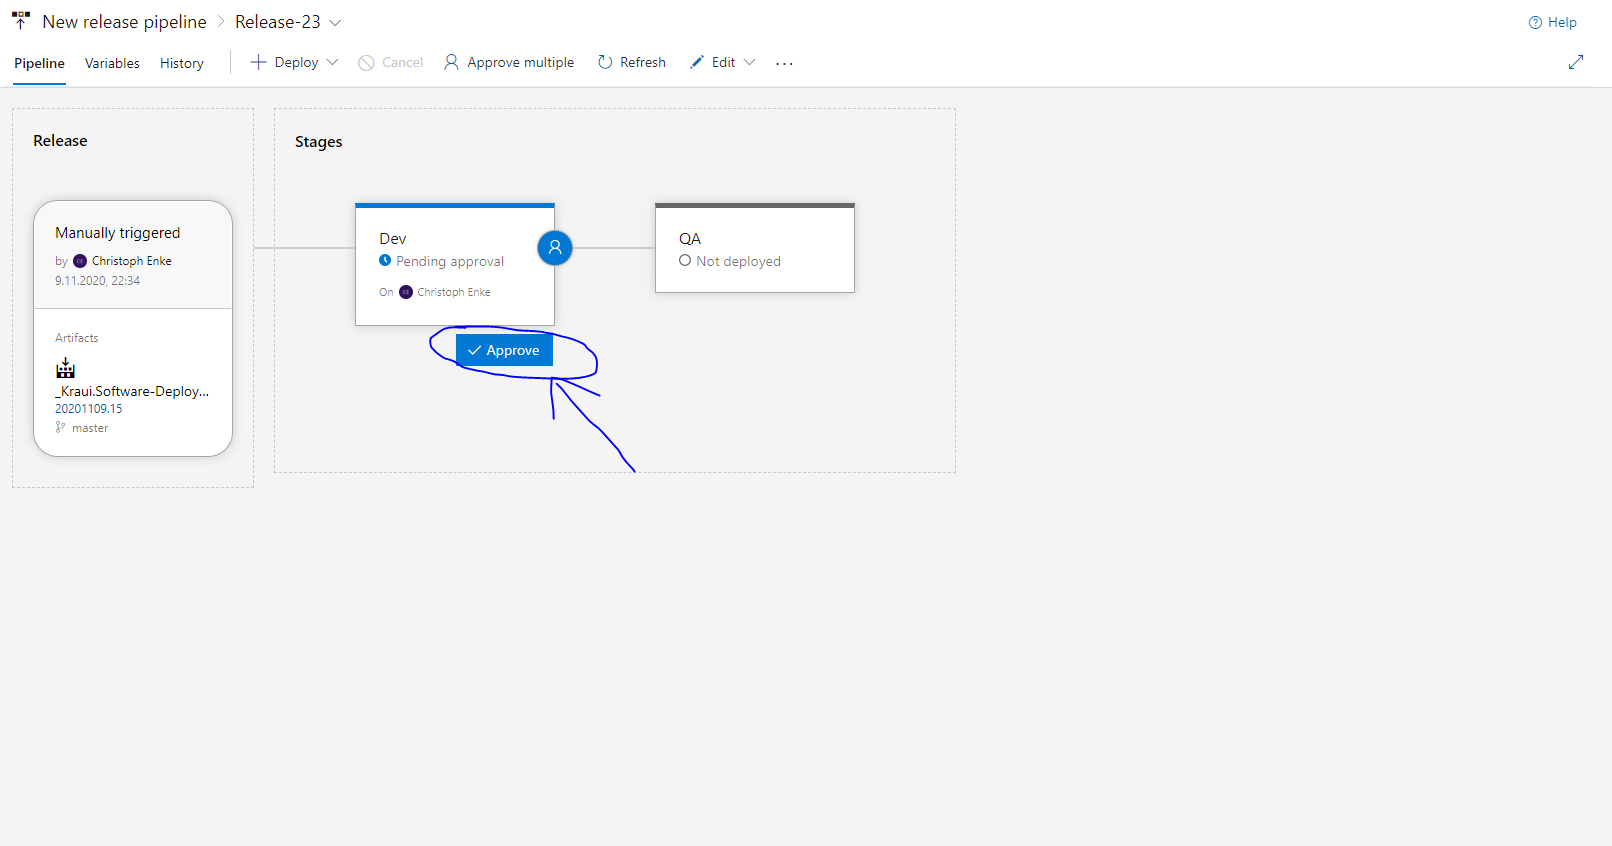 New release pipeline > Release-23
Help
Pipeline Variables History Deploy Cancel Approve multiple Refresh Edit ...
Release
Stages
Manually triggered
by CE Christoph Enke
9.11.2020, 22:34
Artifacts
_Kraui.Software-Deploy...
20201109.15
master
Dev
Pending approval
On CE Christoph Enke
Approve
QA
Not deployed